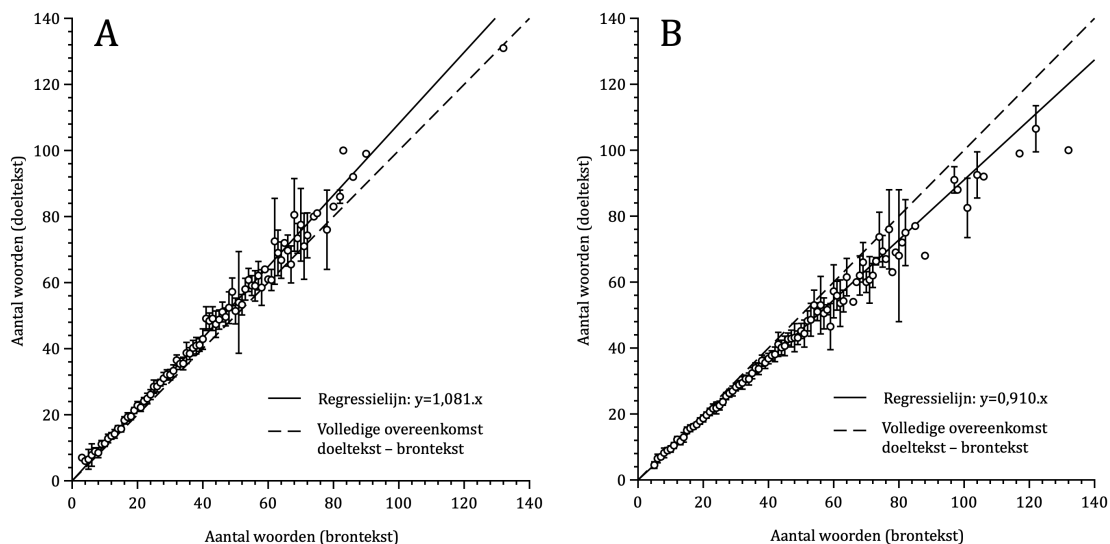 A
Aantal woorden (doeltekst)
140
120
100
80
60
40
20
0
Regressielijn: y=1,081.x
Volledige overeenkomst
doeltekst – brontekst
0 20 40 60 80 100 120 140
Aantal woorden (brontekst)
B
Aantal woorden (doeltekst)
140
120
100
80
60
40
20
0
Regressielijn: y=0,910.x
Volledige overeenkomst
doeltekst – brontekst
0 20 40 60 80 100 120 140
Aantal woorden (brontekst)